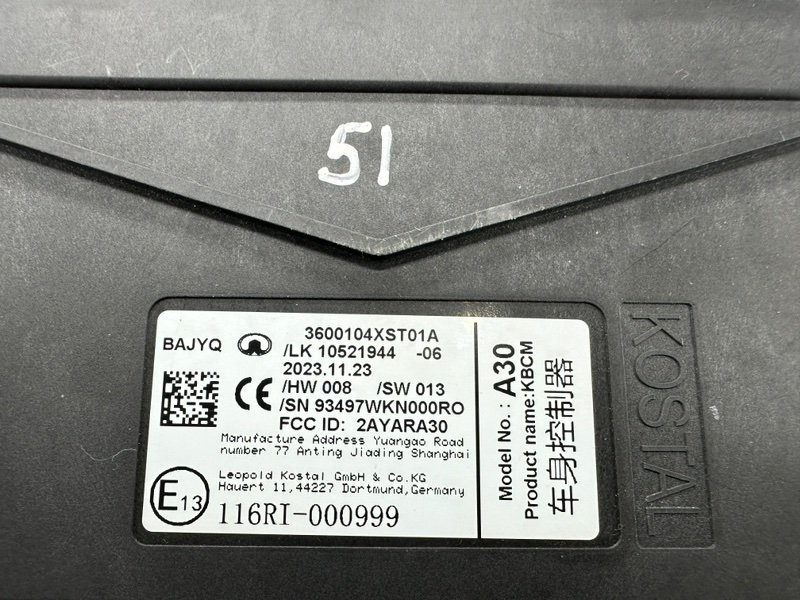 51
BAJYQ
3600104XST01A
/LK 10521944 -06
2023.11.23
CE
/HW 008 /SW 013
/SN 93497WKN000RO
FCC ID: 2AYARA30
Manufacture Address Yuangao Road
number 77 Anting Jiading Shanghai
Leopold Kostal GmbH & Co.KG
Hauert 11,44227 Dortmund,Germany
E13
116RI-000999
Model No.: A30
Product name:KBCM
车身控制器
KOSTAL